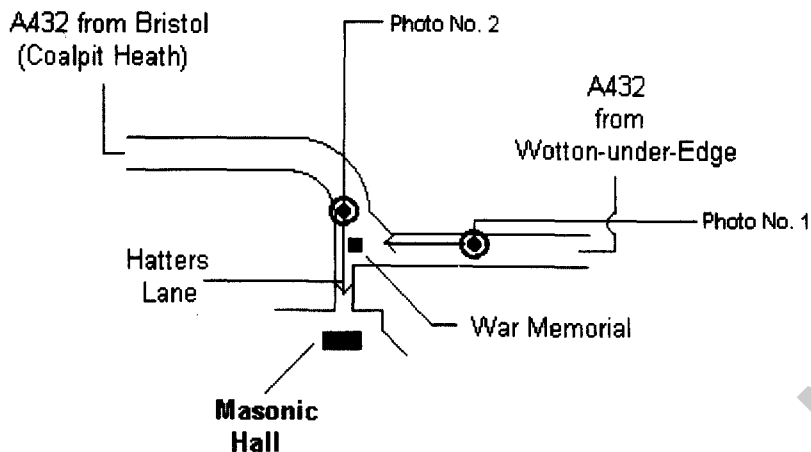 A432 from Bristol
(Coalpit Heath)
Photo No. 2
A432
from
Wotton-under-Edge
Photo No. 1
Hatters
Lane
War Memorial
Masonic
Hall